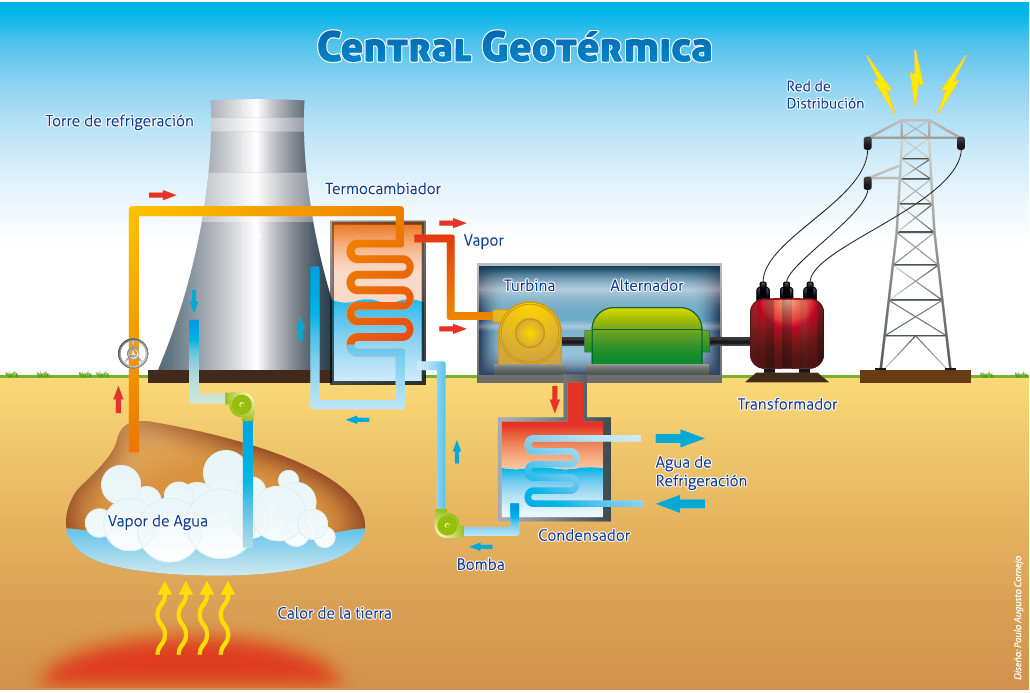 Central Geotérmica
Red de
Distribución
Torre de refrigeración
Termocambiador
Vapor
Turbina
Alternador
Transformador
Agua de
Refrigeración
Vapor de Agua
Condensador
Bomba
Calor de la tierra
Diseño: Paulo Augusto Cornejo